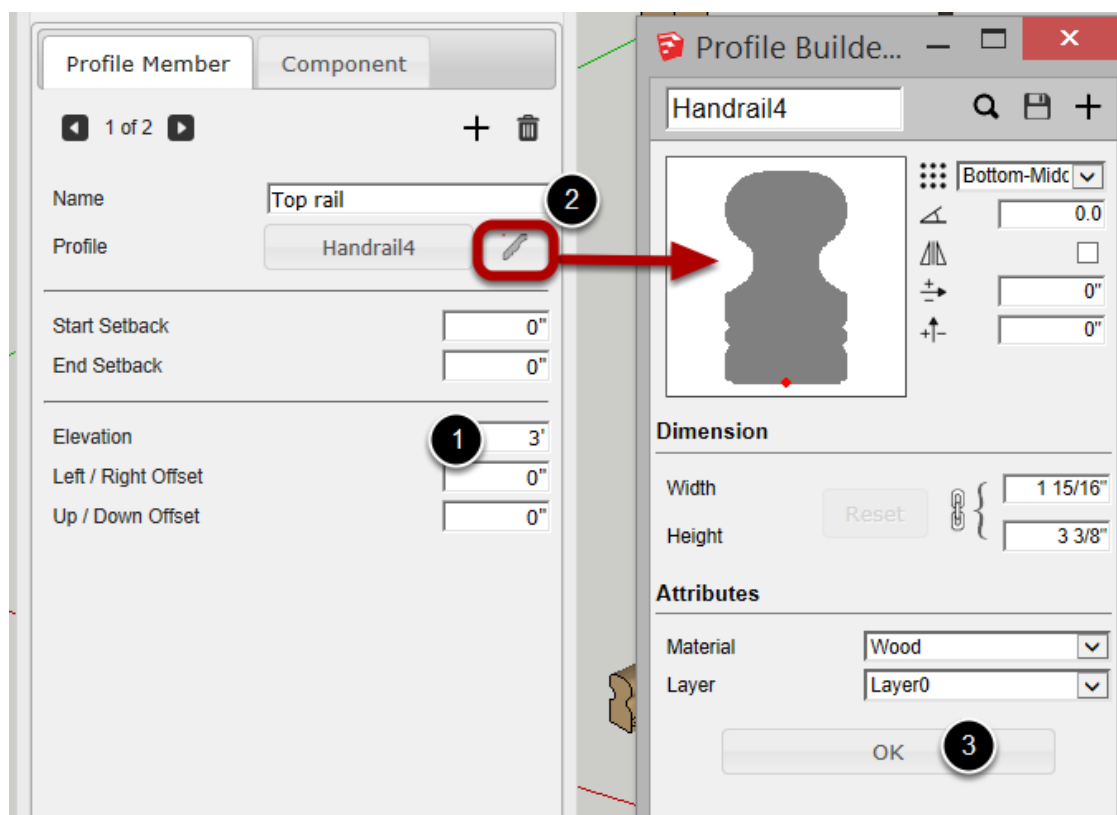 Profile Member
Component
1 of 2
Name
Top rail
2
Profile
Handrail4
Start Setback
0"
End Setback
0"
Elevation
1
3'
Left / Right Offset
0"
Up / Down Offset
0"
Profile Builde...
Handrail4
Bottom-Midc
0.0
0"
0"
Dimension
Width
1 15/16"
Reset
Height
3 3/8"
Attributes
Material
Wood
Layer
Layer0
OK
3